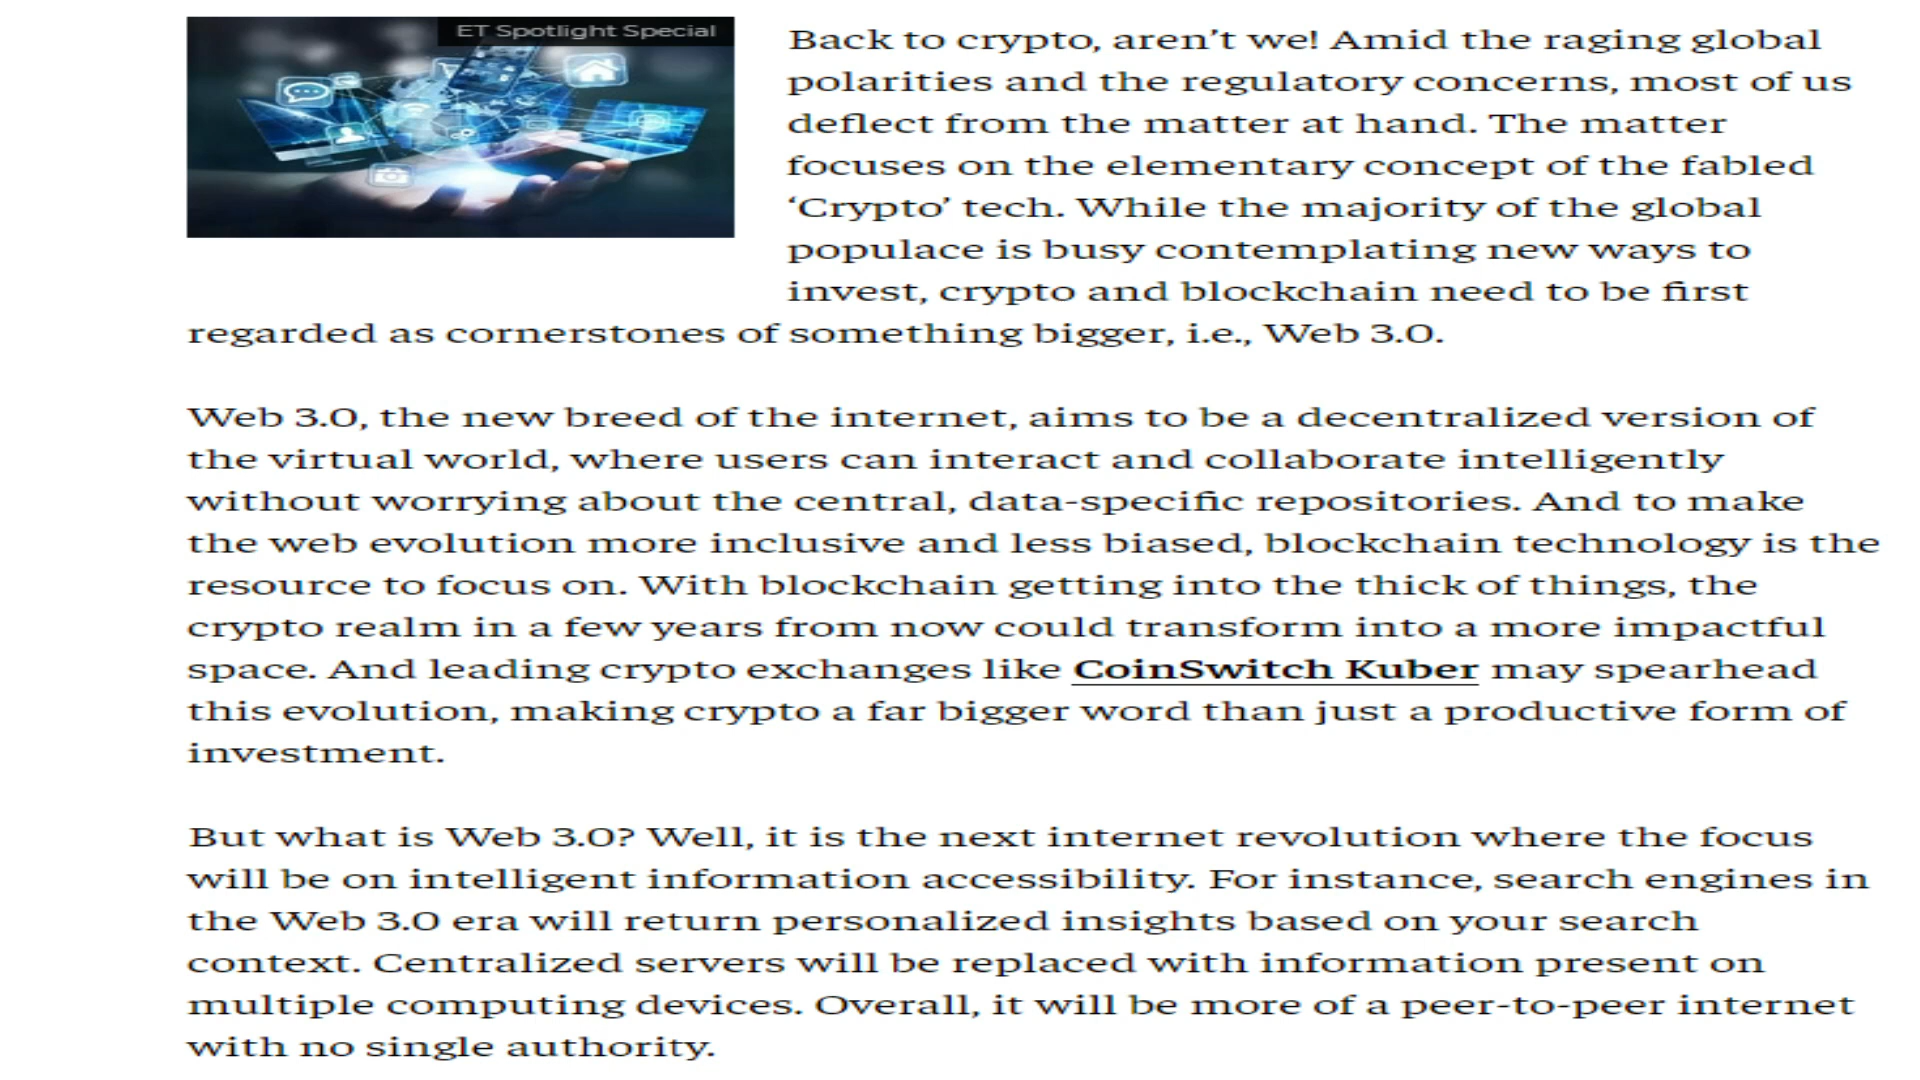 ET Spotlight Special
Back to crypto, aren’t we! Amid the raging global
polarities and the regulatory concerns, most of us
deflect from the matter at hand. The matter
focuses on the elementary concept of the fabled
‘Crypto’ tech. While the majority of the global
populace is busy contemplating new ways to
invest, crypto and blockchain need to be first
regarded as cornerstones of something bigger, i.e., Web 3.0.
Web 3.0, the new breed of the internet, aims to be a decentralized version of
the virtual world, where users can interact and collaborate intelligently
without worrying about the central, data-specific repositories. And to make
the web evolution more inclusive and less biased, blockchain technology is the
resource to focus on. With blockchain getting into the thick of things, the
crypto realm in a few years from now could transform into a more impactful
space. And leading crypto exchanges like CoinSwitch Kuber may spearhead
this evolution, making crypto a far bigger word than just a productive form of
investment.
But what is Web 3.0? Well, it is the next internet revolution where the focus
will be on intelligent information accessibility. For instance, search engines in
the Web 3.0 era will return personalized insights based on your search
context. Centralized servers will be replaced with information present on
multiple computing devices. Overall, it will be more of a peer-to-peer internet
with no single authority.